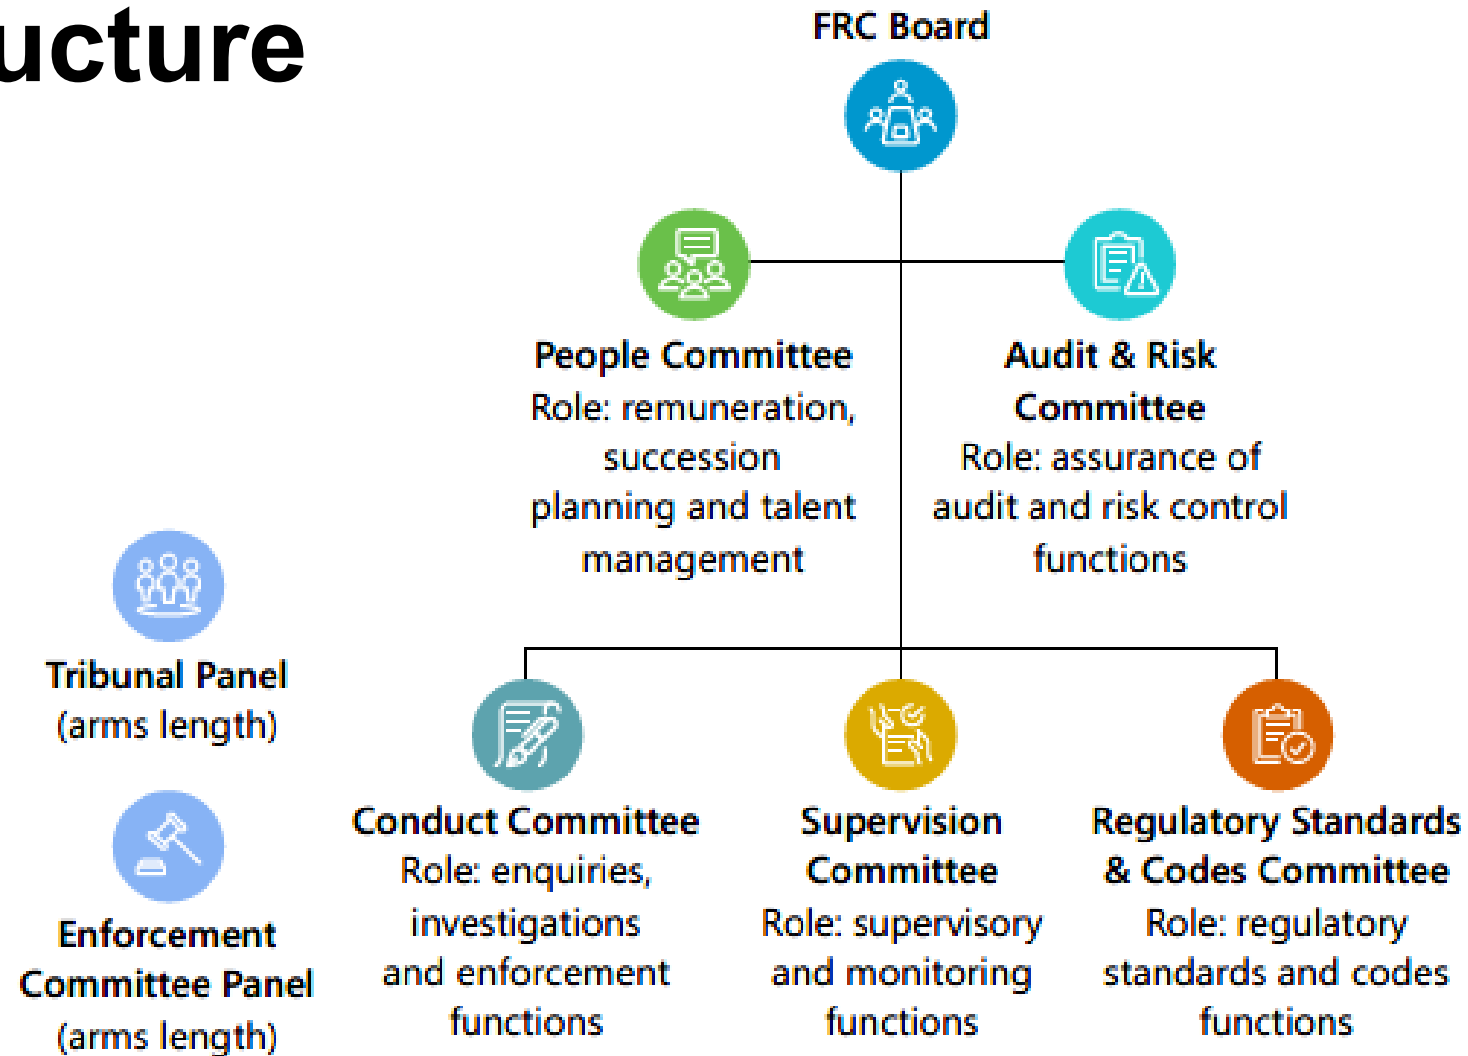 ucture
FRC Board
People Committee
Role: remuneration,
succession
planning and talent
management
Audit & Risk
Committee
Role: assurance of
audit and risk control
functions
Tribunal Panel
(arms length)
Enforcement
Committee Panel
(arms length)
Conduct Committee
Role: enquiries,
investigations
and enforcement
functions
Supervision
Committee
Role: supervisory
and monitoring
functions
Regulatory Standards
& Codes Committee
Role: regulatory
standards and codes
functions